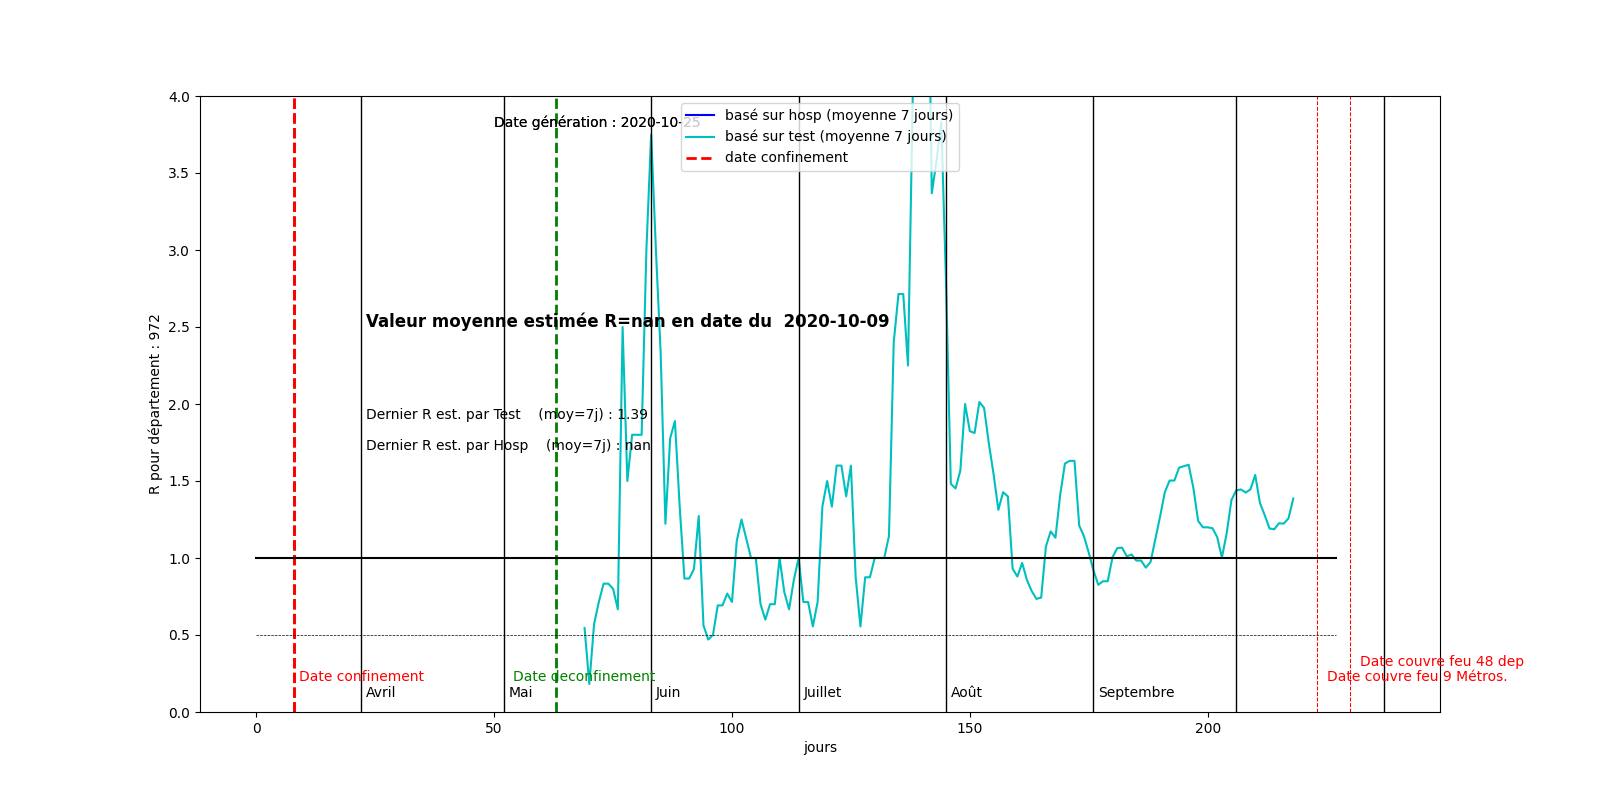 4.0
3.5
3.0
2.5
2.0
1.5
1.0
0.5
0.0
R pour département : 972
Date génération : 2020-10-25
basé sur hosp (moyenne 7 jours)
basé sur test (moyenne 7 jours)
date confinement
Valeur moyenne estimée R=nan en date du  2020-10-09
Dernier R est. par Test    (moy=7j) : 1.39
Dernier R est. par Hosp    (moy=7j) : nan
Date couvre feu 48 dep
Date confinement
Date deconfinement
Date couvre feu 9 Métros.
Avril
Mai
Juin
Juillet
Août
Septembre
0
50
100
150
200
jours